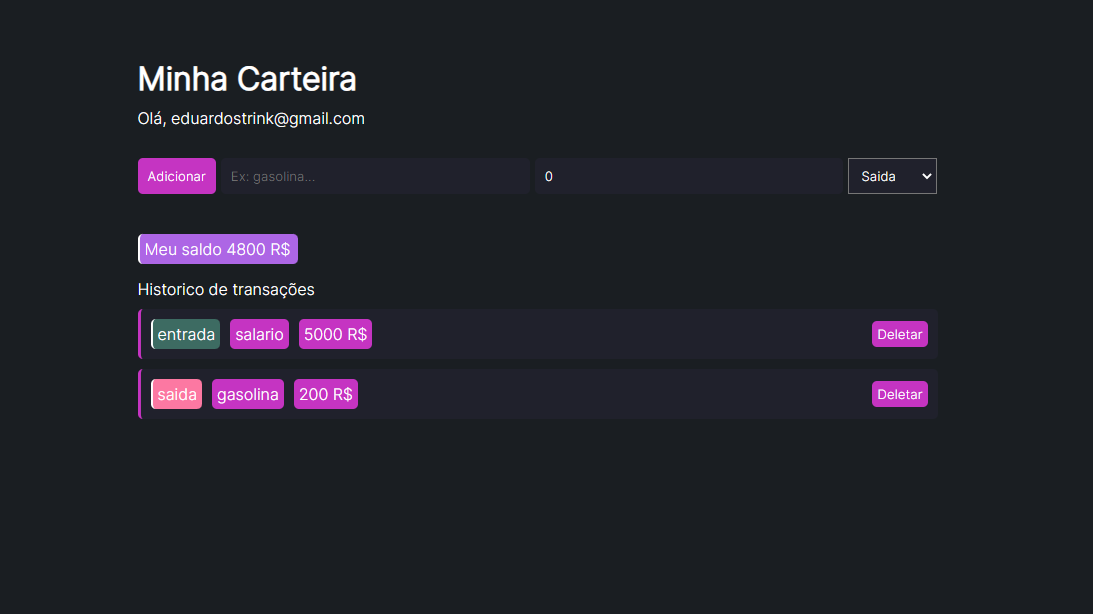 Minha Carteira
Olá, eduardostrink@gmail.com
Adicionar Ex: gasolina... 0 Saida
Meu saldo 4800 R$
Historico de transações
entrada salario 5000 R$ Deletar
saida gasolina 200 R$ Deletar